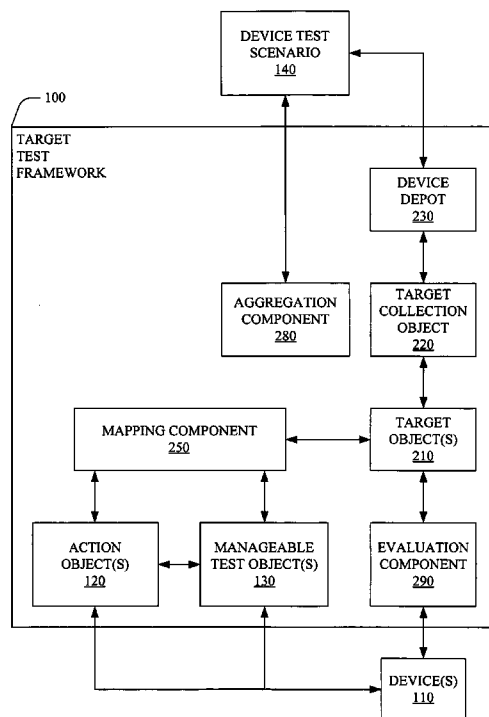 DEVICE TEST
SCENARIO
140
100
TARGET
TEST
FRAMEWORK
DEVICE
DEPOT
230
AGGREGATION
COMPONENT
280
TARGET
COLLECTION
OBJECT
220
MAPPING COMPONENT
250
TARGET
OBJECT(S)
210
ACTION
OBJECT(S)
120
MANAGEABLE
TEST OBJECT(S)
130
EVALUATION
COMPONENT
290
DEVICE(S)
110